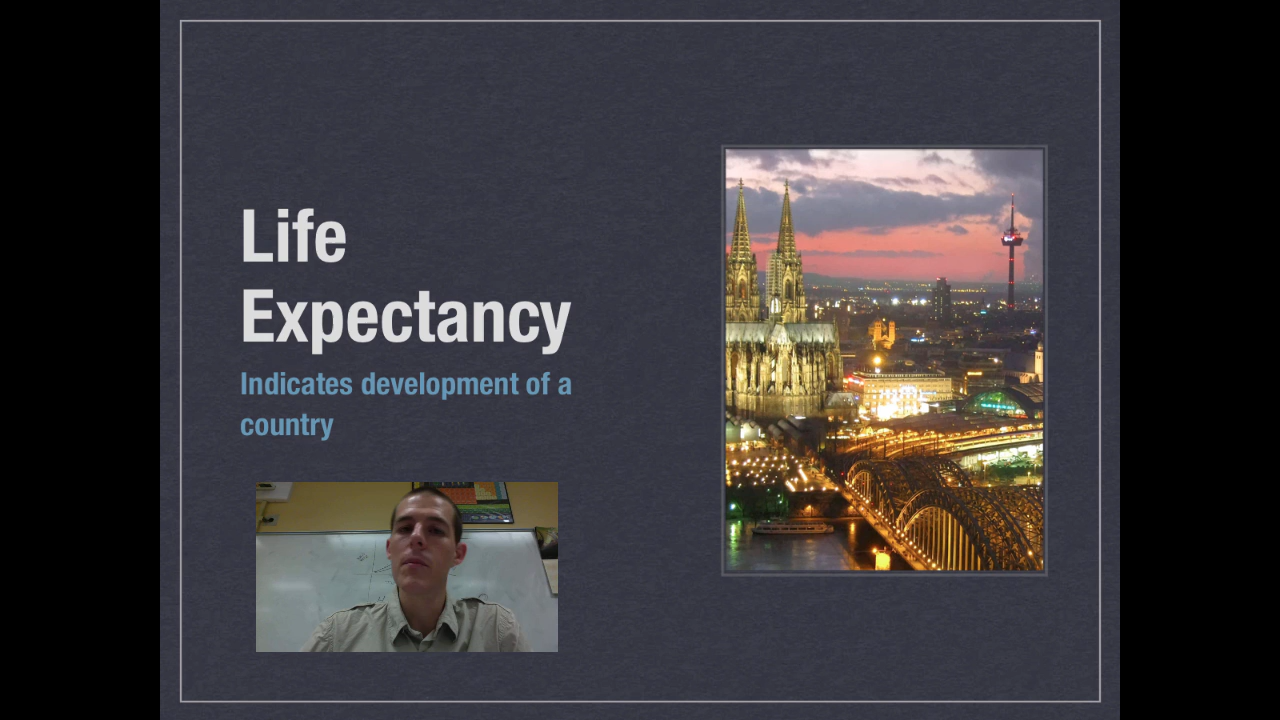 Life
Expectancy
Indicates development of a
country